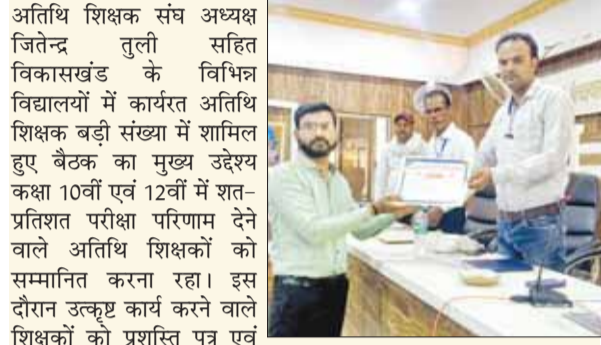 अतिथि शिक्षक संघ अध्यक्ष
जितेन्द्र तुली सहित
विकासखंड के विभिन्न
विद्यालयों में कार्यरत अतिथि
शिक्षक बड़ी संख्या में शामिल
हुए बैठक का मुख्य उद्देश्य
कक्षा 10वीं एवं 12वीं में शत-
प्रतिशत परीक्षा परिणाम देने
वाले अतिथि शिक्षकों को
सम्मानित करना रहा। इस
दौरान उत्कृष्ट कार्य करने वाले
शिक्षकों को प्रशस्ति पत्र एवं